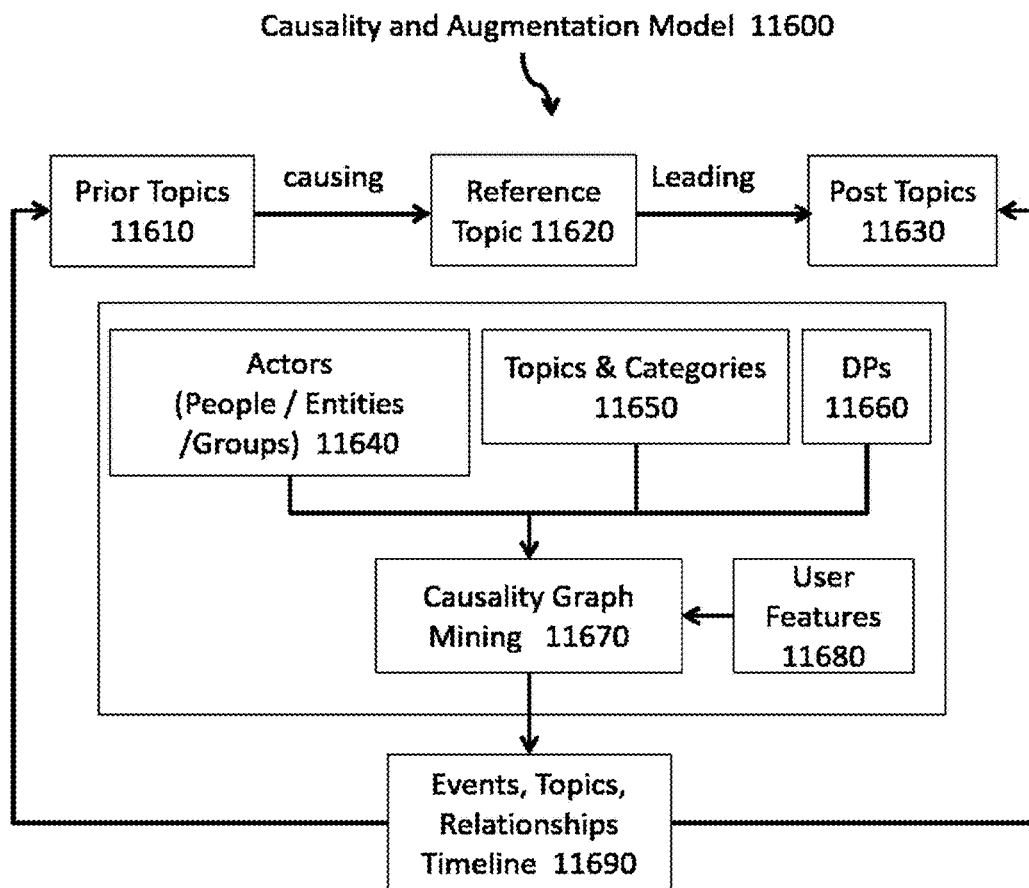 Causality and Augmentation Model 11600
Prior Topics
11610
causing
Reference
Topic 11620
Leading
Post Topics
11630
Actors
(People / Entities
/Groups) 11640
Topics & Categories
11650
DPs
11660
Causality Graph
Mining 11670
User
Features
11680
Events, Topics,
Relationships
Timeline 11690